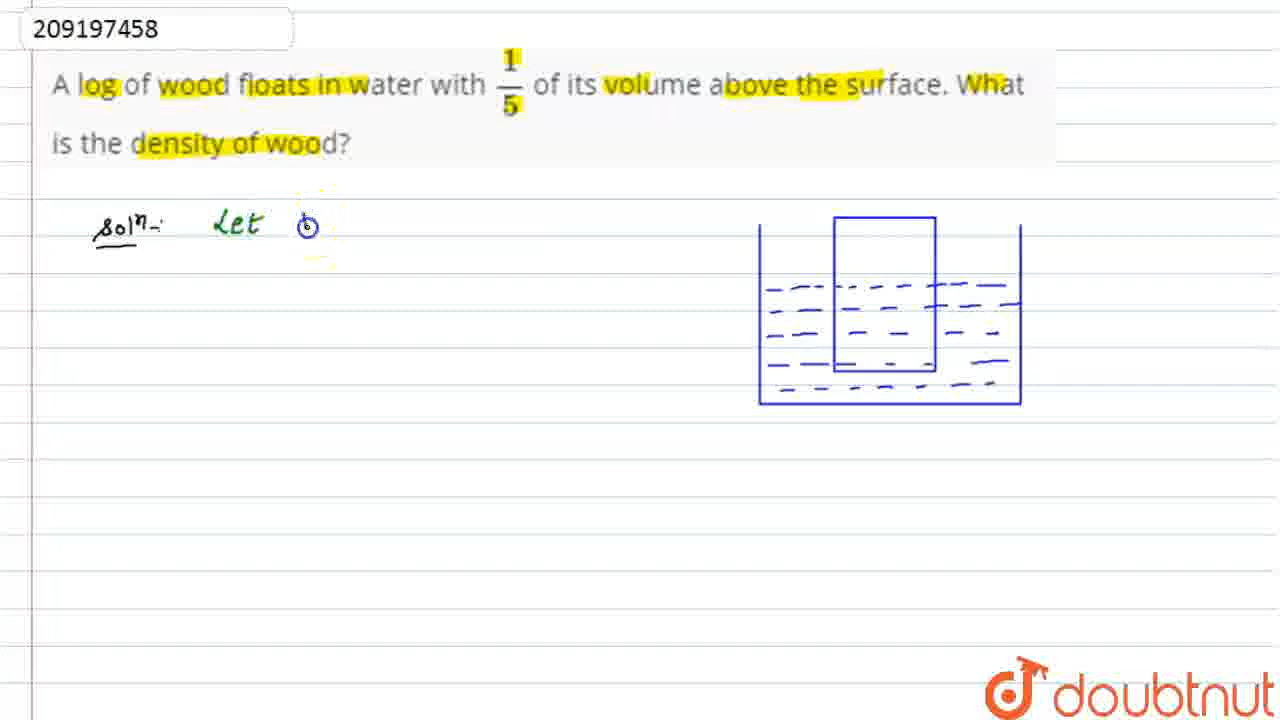 209197458
A log of wood floats in water with 1/5 of its volume above the surface. What
is the density of wood?
Solⁿ-: Let
doubtnut